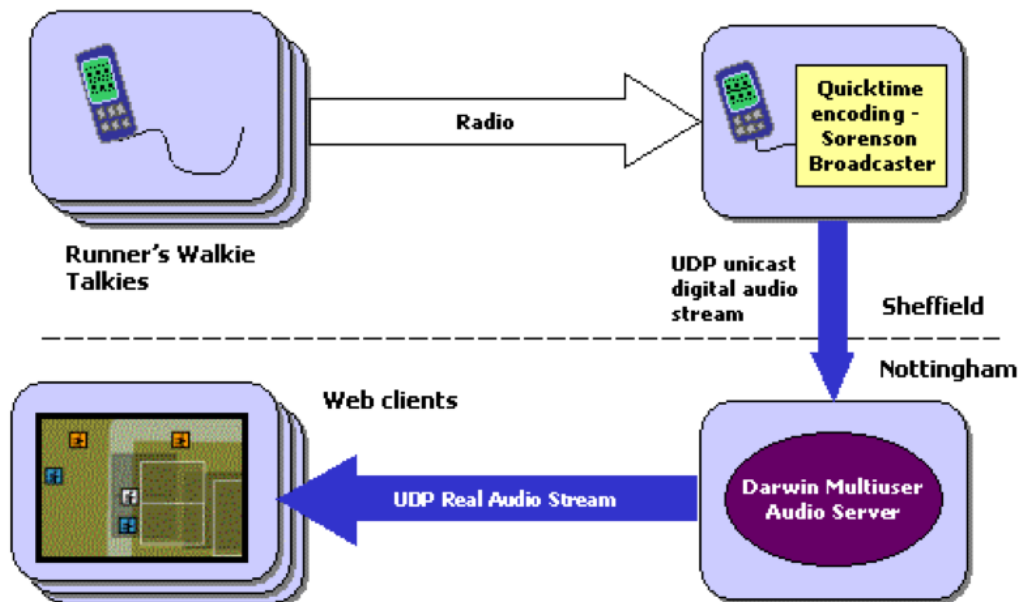 Radio
Quicktime
encoding -
Sorenson
Broadcaster
Runner's Walkie
Talkies
UDP unicast
digital audio
stream
Sheffield
Nottingham
Web clients
UDP Real Audio Stream
Darwin Multiuser
Audio Server